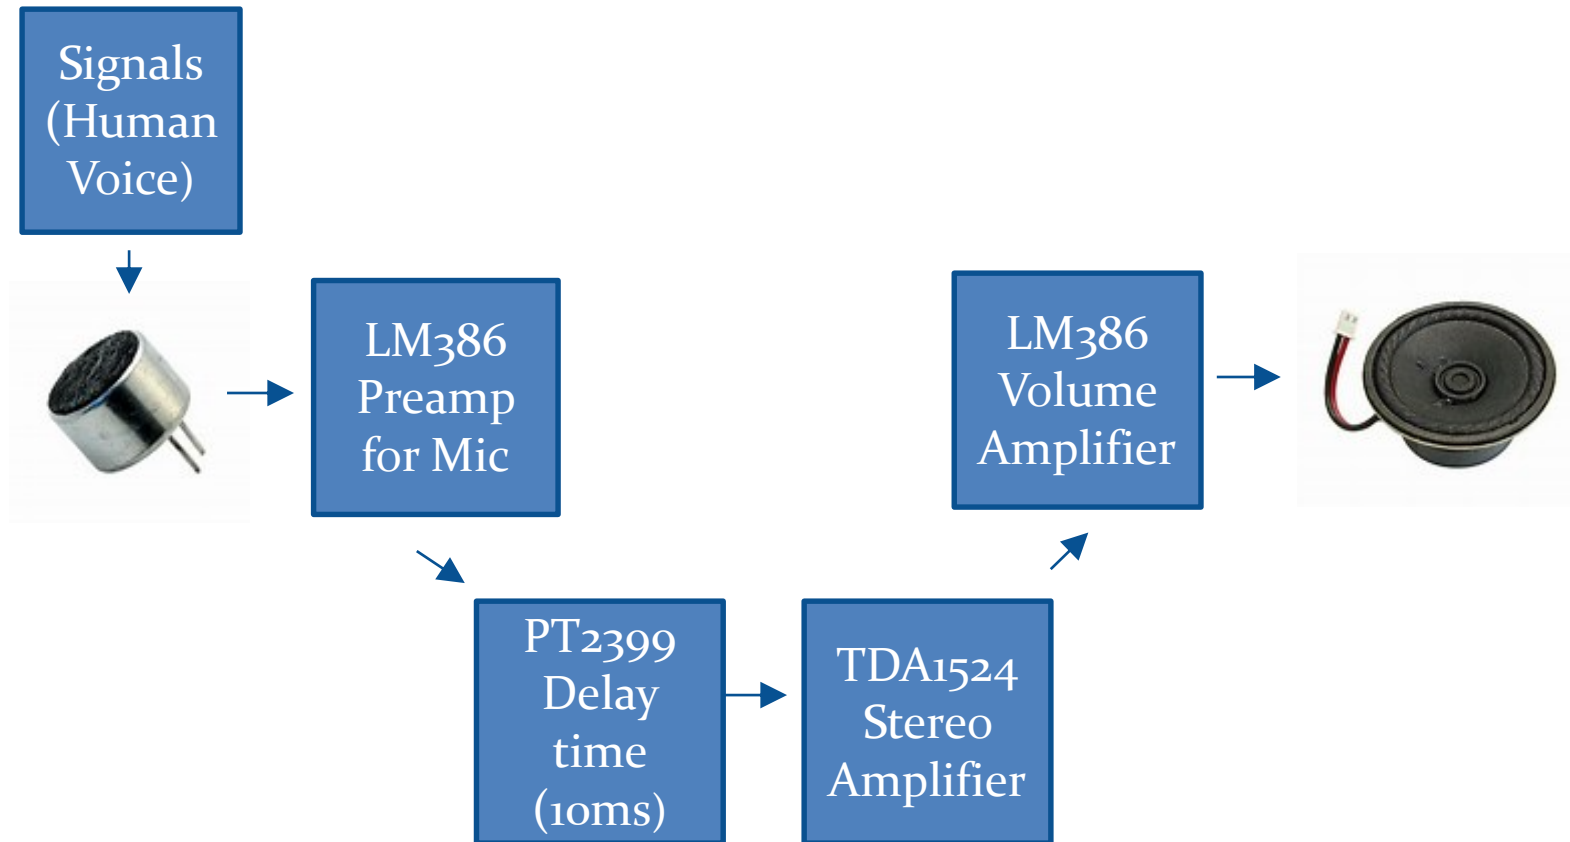 Signals
(Human
Voice)
LM386
Preamp
for Mic
PT2399
Delay
time
(10ms)
TDA1524
Stereo
Amplifier
LM386
Volume
Amplifier